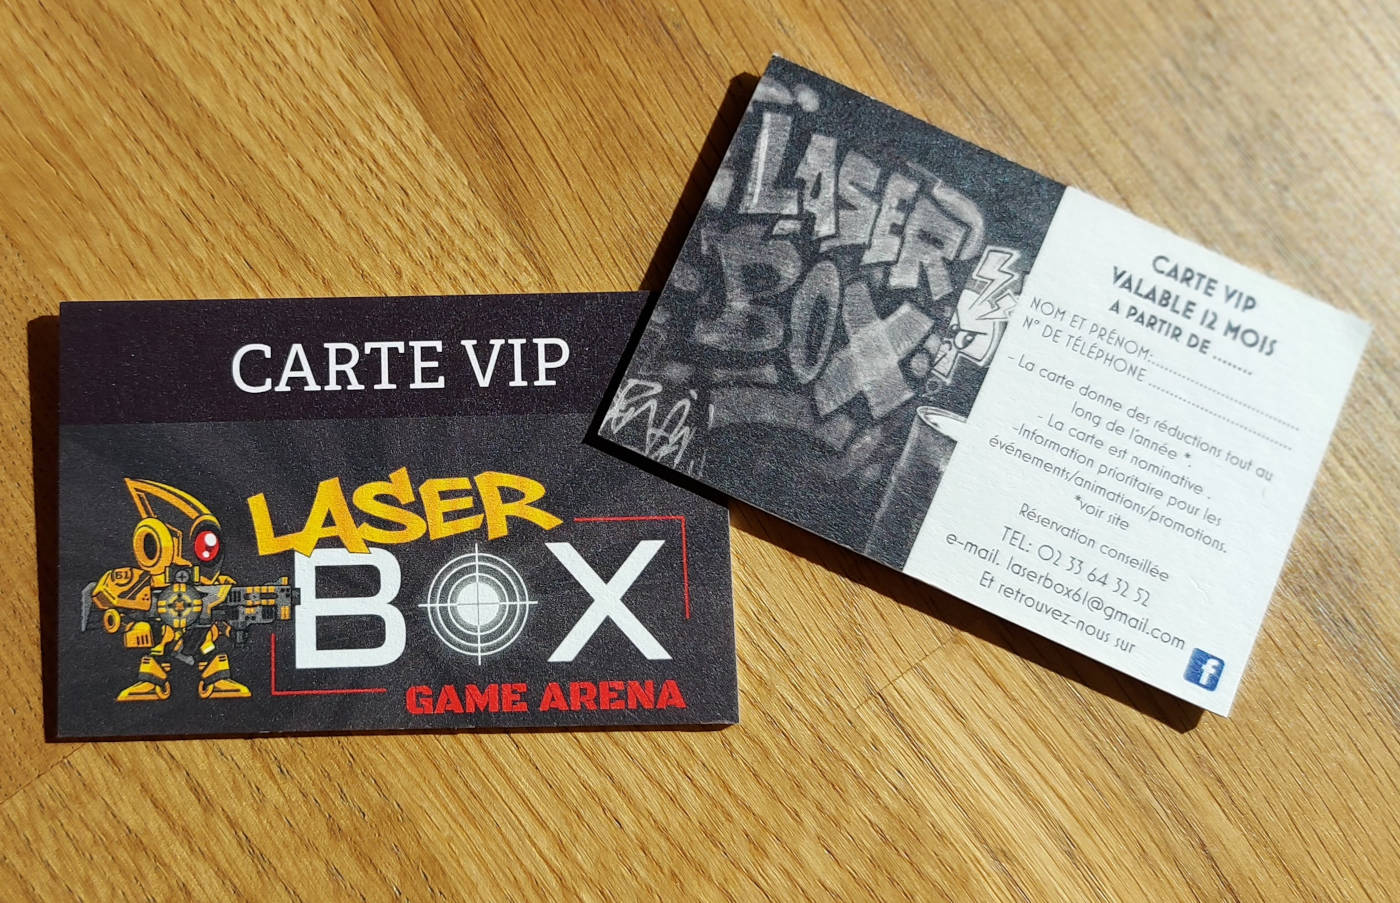 CARTE VIP
LASER
BOX
GAME ARENA
61
LASER
BOX
CARTE VIP
VALABLE 12 MOIS
A PARTIR DE ........
NOM ET PRÉNOM:..............................
N° DE TÉLÉPHONE ..............................
- La carte donne des réductions tout au
long de l'année *.
- La carte est nominative .
-Information prioritaire pour les
événements/animations/promotions.
*voir site
Réservation conseillée
TEL: 02 33 64 32 52
e-mail. laserbox61@gmail.com
Et retrouvez-nous sur
f